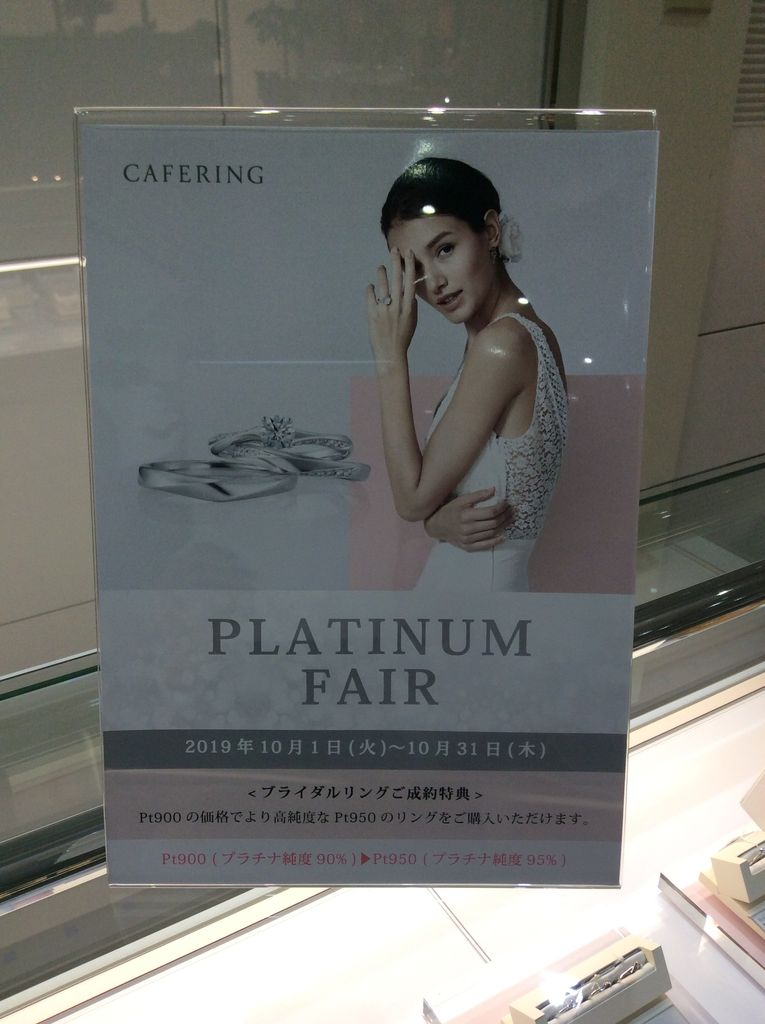 CAFERING
PLATINUM
FAIR
2019年10月1日(火)～10月31日(木)
<ブライダルリングご成約特典>
Pt900の価格でより高純度なPt950のリングをご購入いただけます。
Pt900(プラチナ純度90%)▶Pt950(プラチナ純度95%)